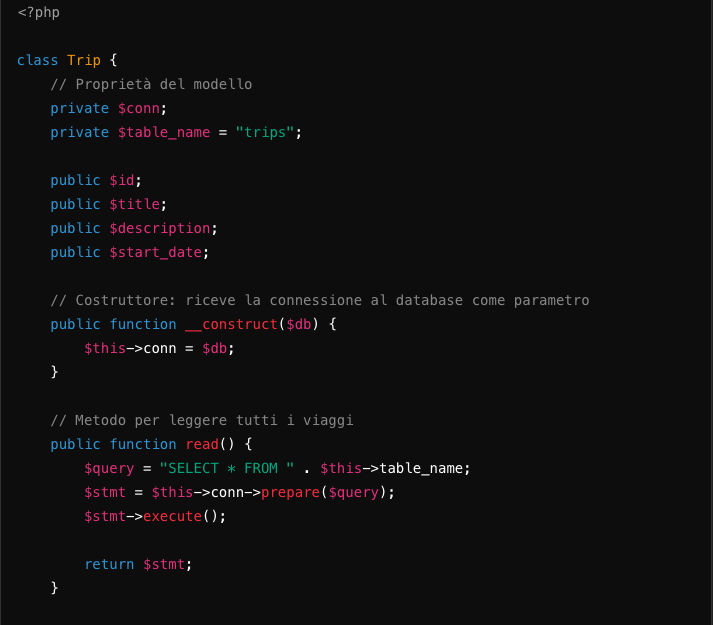 <?php
class Trip {
// Proprietà del modello
private $conn;
private $table_name = "trips";
public $id;
public $title;
public $description;
public $start_date;
// Costruttore: riceve la connessione al database come parametro
public function __construct($db) {
$this->conn = $db;
}
// Metodo per leggere tutti i viaggi
public function read() {
$query = "SELECT * FROM " . $this->table_name;
$stmt = $this->conn->prepare($query);
$stmt->execute();
return $stmt;
}